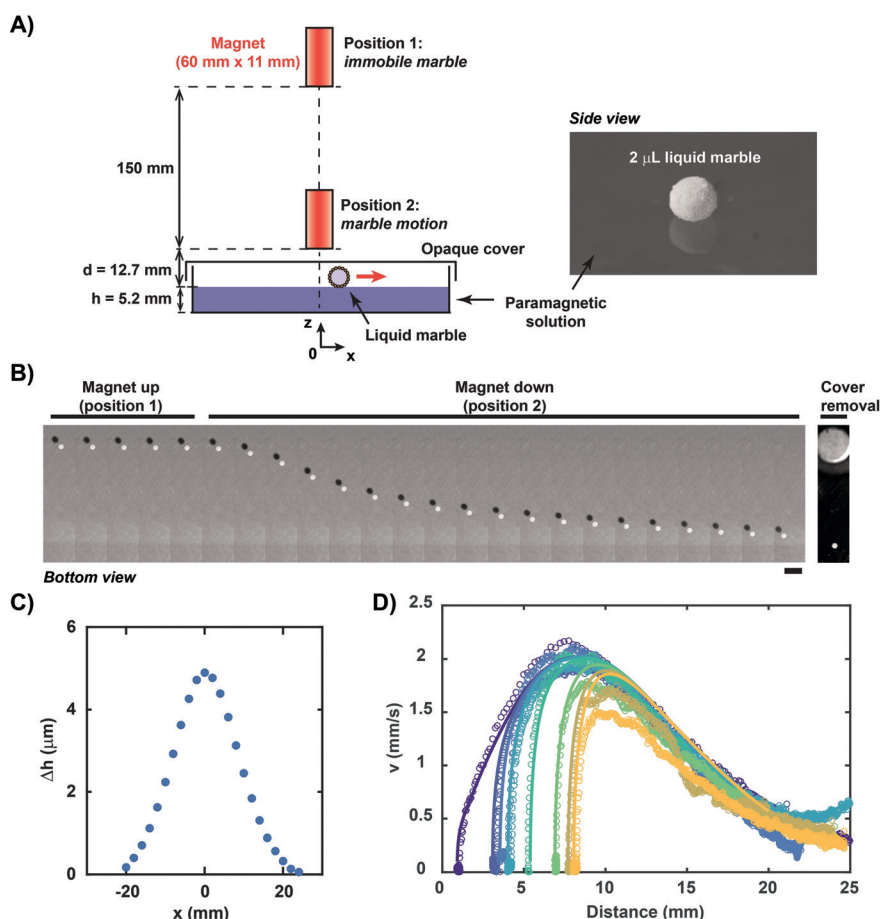 A)
Magnet
(60 mm x 11 mm)
Position 1:
immobile marble
150 mm
Position 2:
marble motion
Opaque cover
d = 12.7 mm
h = 5.2 mm
z
0
x
Liquid marble
Paramagnetic
solution
Side view
2 μL liquid marble
B)
Magnet up
(position 1)
Magnet down
(position 2)
Cover
removal
Bottom view
C)
6
4
2
0
Δh (μm)
-20
0
20
x (mm)
D)
2.5
2
1.5
1
0.5
0
v (mm/s)
5
10
15
20
25
Distance (mm)